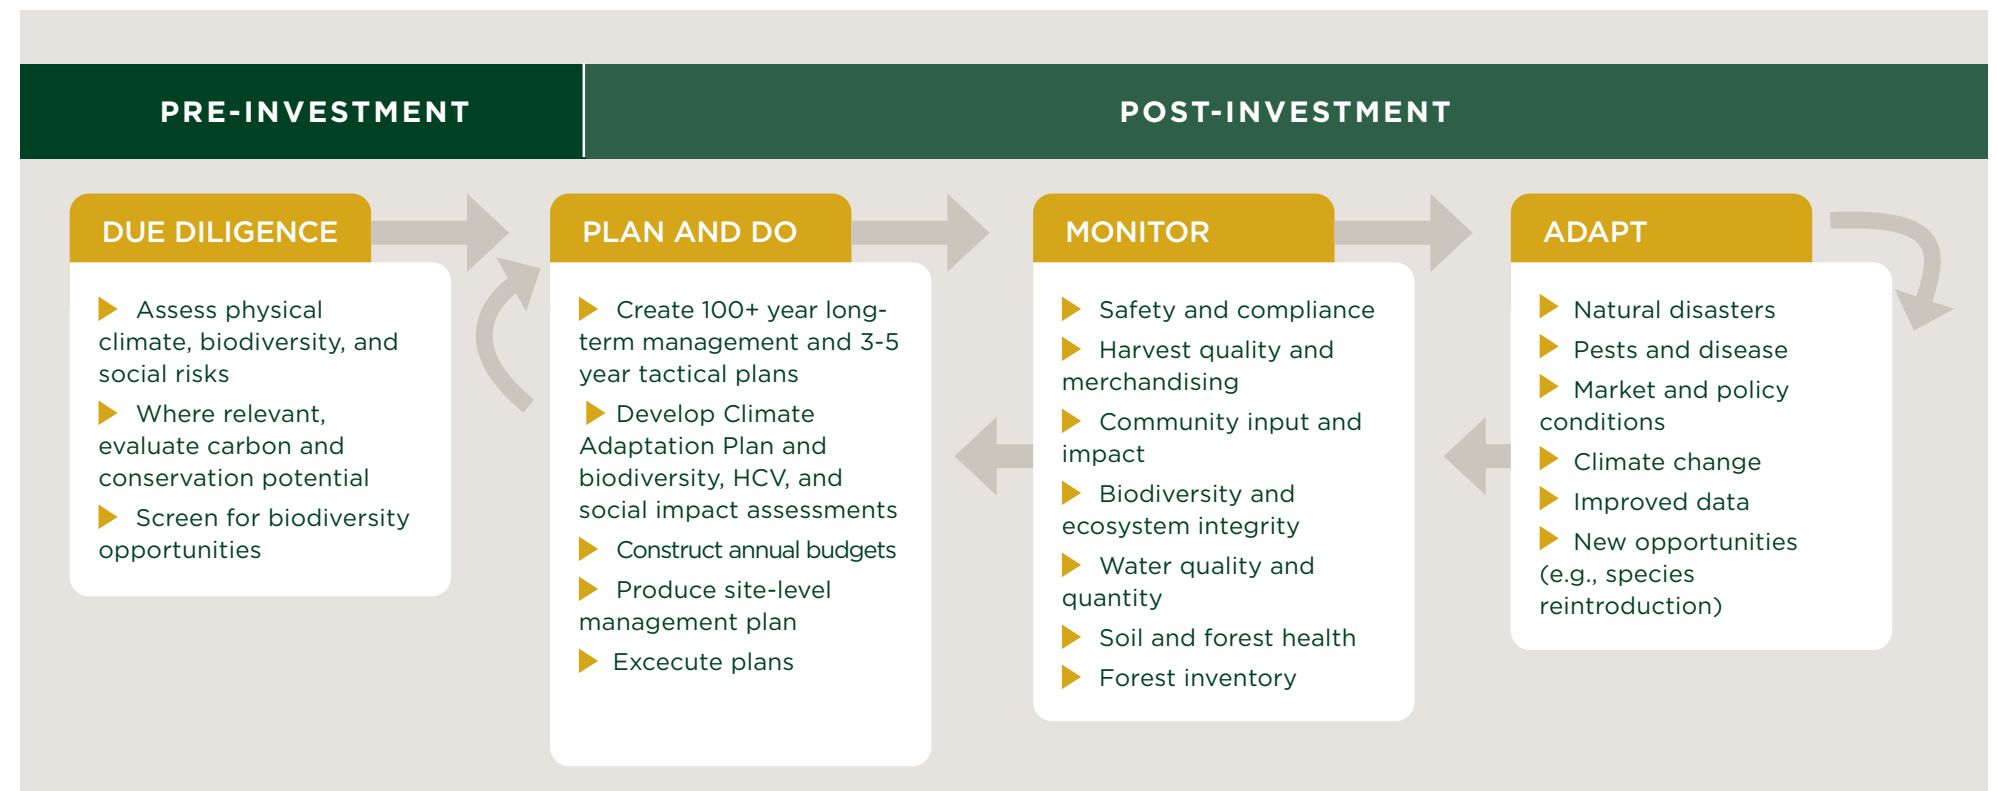 PRE-INVESTMENT
POST-INVESTMENT
DUE DILIGENCE
Assess physical
climate, biodiversity, and
social risks
Where relevant,
evaluate carbon and
conservation potential
Screen for biodiversity
opportunities
PLAN AND DO
Create 100+ year long-
term management and 3-5
year tactical plans
Develop Climate
Adaptation Plan and
biodiversity, HCV, and
social impact assessments
Construct annual budgets
Produce site-level
management plan
Excecute plans
MONITOR
Safety and compliance
Harvest quality and
merchandising
Community input and
impact
Biodiversity and
ecosystem integrity
Water quality and
quantity
Soil and forest health
Forest inventory
ADAPT
Natural disasters
Pests and disease
Market and policy
conditions
Climate change
Improved data
New opportunities
(e.g., species
reintroduction)